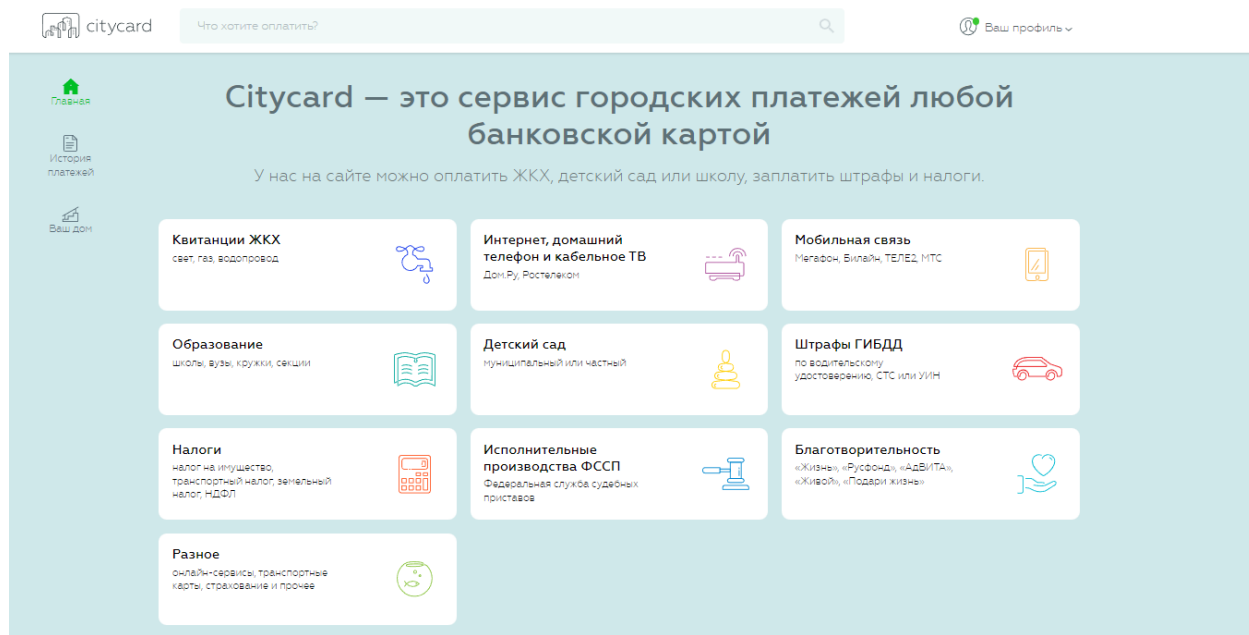 citycard
Что хотите оплатить?
Ваш профиль
Главная
История
платежей
Ваш дом
Citycard — это сервис городских платежей любой
банковской картой
У нас на сайте можно оплатить ЖКХ, детский сад или школу, заплатить штрафы и налоги.
Квитанции ЖКХ
свет, газ, водопровод
Интернет, домашний
телефон и кабельное ТВ
Дом.Ру, Ростелеком
Мобильная связь
Мегафон, Билайн, ТЕЛЕ2, МТС
Образование
школы, вузы, кружки, секции
Детский сад
муниципальный или частный
Штрафы ГИБДД
по водительскому
удостоверению, СТС или УИН
Налоги
налог на имущество,
транспортный налог, земельный
налог, НДФЛ
Исполнительные
производства ФССП
Федеральная служба судебных
приставов
Благотворительность
«Жизнь», «Русфонд», «АдВИТА»,
«Живой», «Подари жизнь»
Разное
онлайн-сервисы, транспортные
карты, страхование и прочее